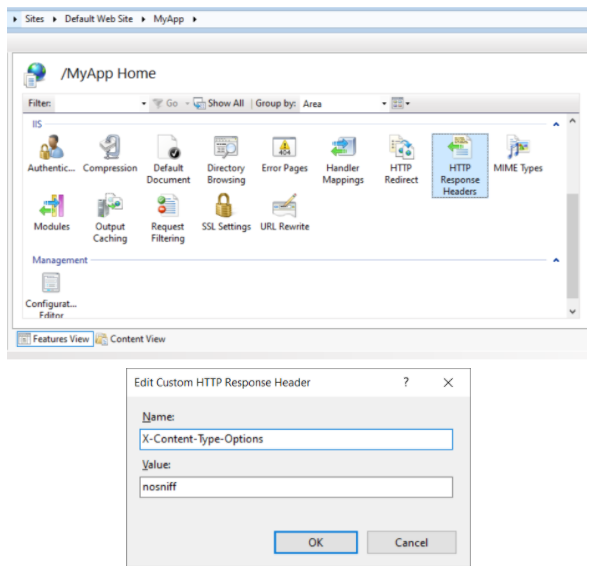 Sites Default Web Site MyApp
/MyApp Home
Filter: Go Show All Group by: Area
IIS
Authentic... Compression Default Document Directory Browsing Error Pages Handler Mappings HTTP Redirect HTTP Response Headers MIME Types
Modules Output Caching Request Filtering SSL Settings URL Rewrite
Management
Configurat... Editor
Features View Content View
Edit Custom HTTP Response Header ?
Name:
X-Content-Type-Options
Value:
nosniff
OK Cancel